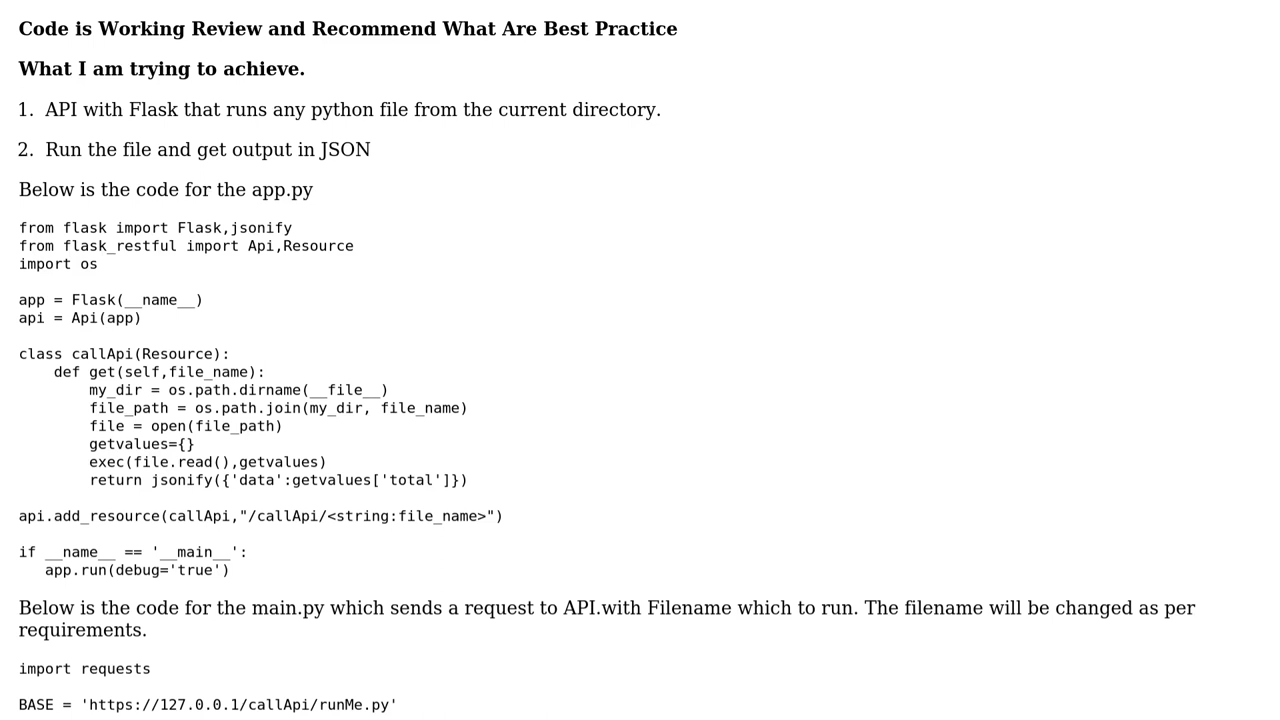 Code is Working Review and Recommend What Are Best Practice
What I am trying to achieve.
1. API with Flask that runs any python file from the current directory.
2. Run the file and get output in JSON
Below is the code for the app.py
from flask import Flask,jsonify
from flask_restful import Api,Resource
import os
app = Flask(__name__)
api = Api(app)
class callApi(Resource):
    def get(self,file_name):
        my_dir = os.path.dirname(__file__)
        file_path = os.path.join(my_dir, file_name)
        file = open(file_path)
        getvalues={}
        exec(file.read(),getvalues)
        return jsonify({'data':getvalues['total']})
api.add_resource(callApi,"/callApi/<string:file_name>")
if __name__ == '__main__':
   app.run(debug='true')
Below is the code for the main.py which sends a request to API.with Filename which to run. The filename will be changed as per
requirements.
import requests
BASE = 'https://127.0.0.1/callApi/runMe.py'